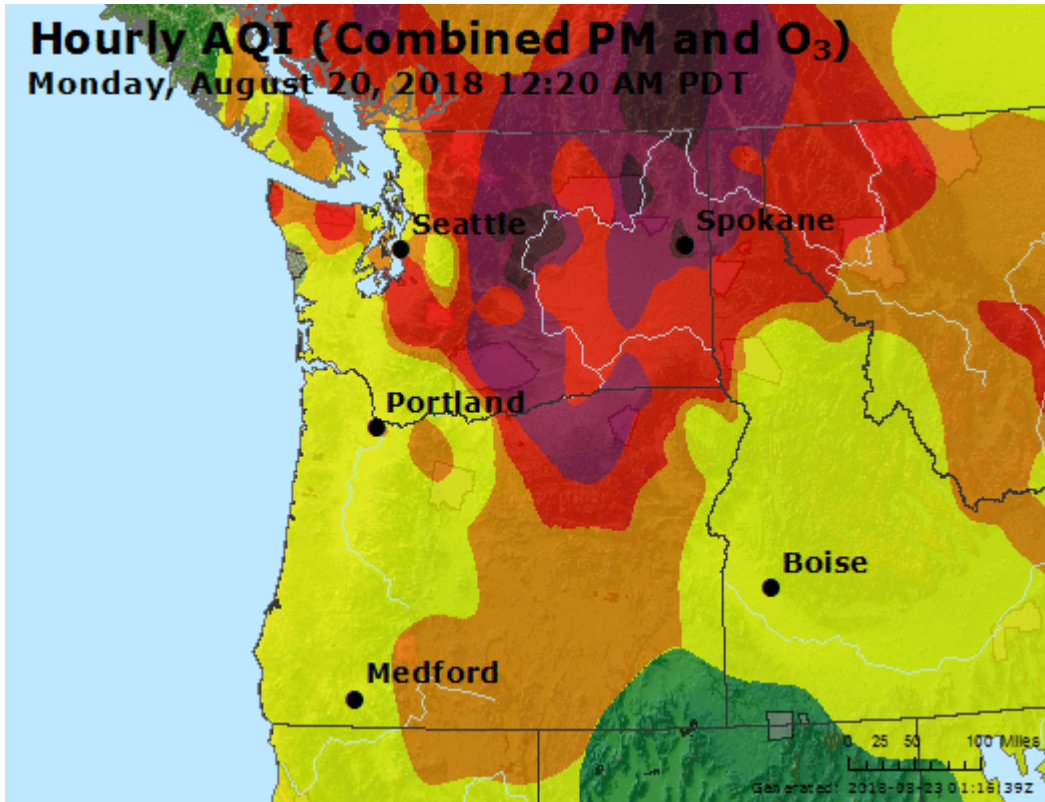 Hourly AQI (Combined PM and O₃)
Monday, August 20, 2018 12:20 AM PDT
Seattle
Spokane
Portland
Boise
Medford
0 25 50 100 Miles
Generated: 2018-08-23 01:16:39Z